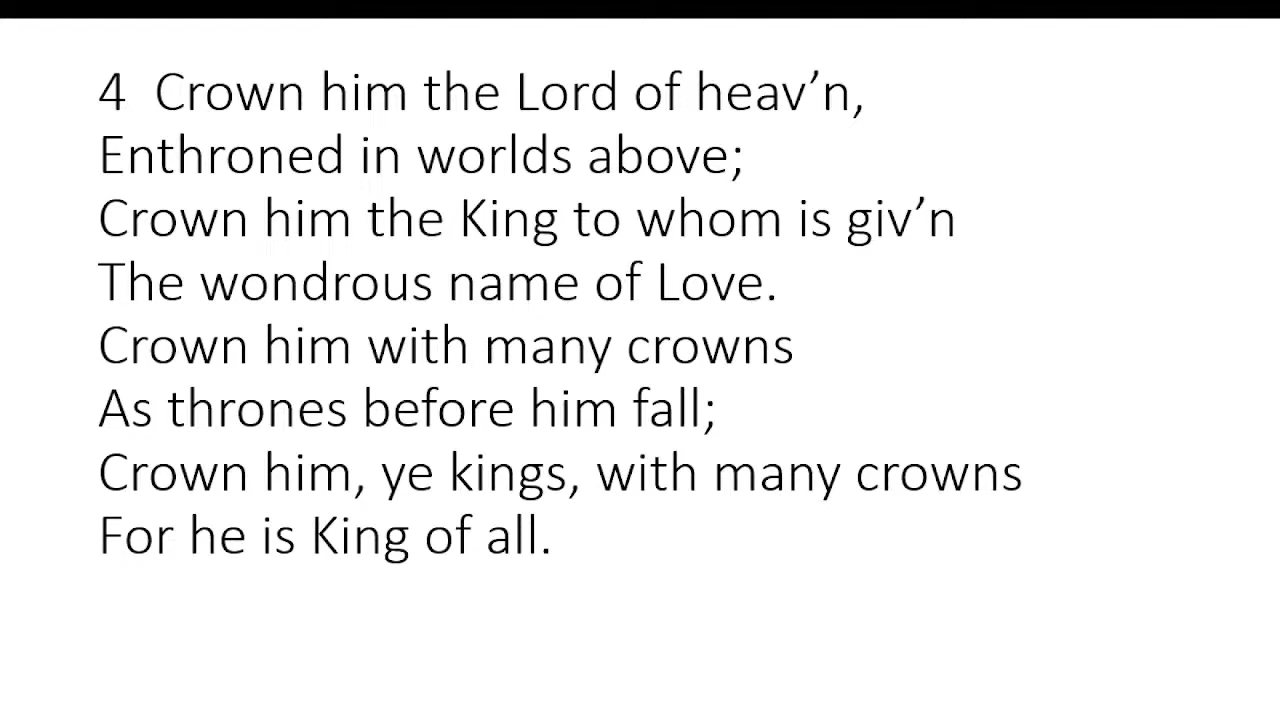 4 Crown him the Lord of heav’n,
Enthroned in worlds above;
Crown him the King to whom is giv’n
The wondrous name of Love.
Crown him with many crowns
As thrones before him fall;
Crown him, ye kings, with many crowns
For he is King of all.